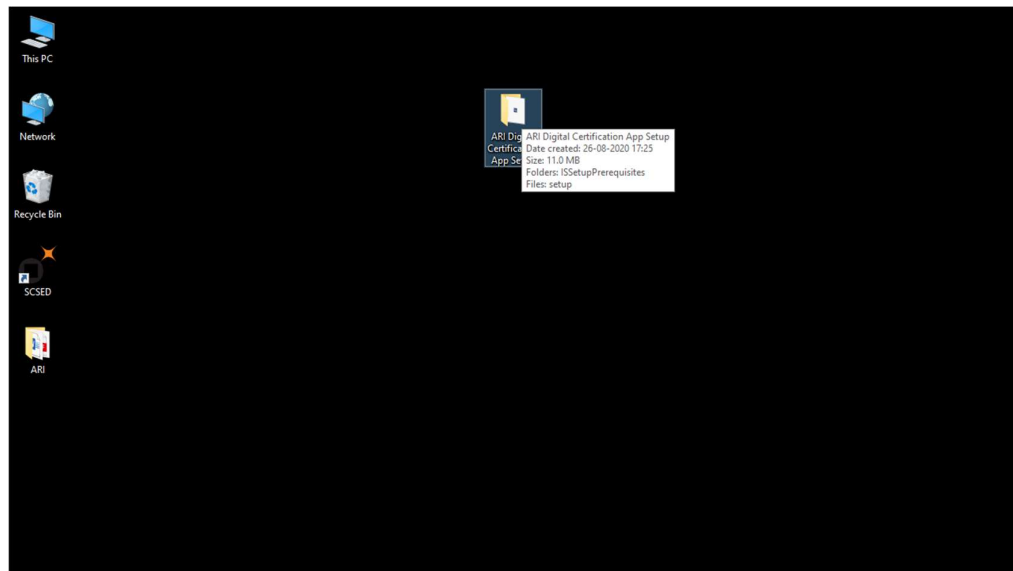 This PC
Network
Recycle Bin
SCSED
ARI
ARI Dig
Certifica
App Se
ARI Digital Certification App Setup
Date created: 26-08-2020 17:25
Size: 11.0 MB
Folders: ISSetupPrerequisites
Files: setup